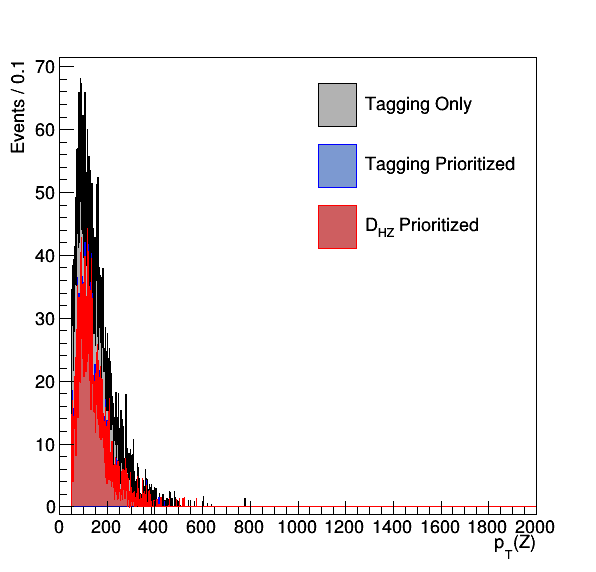 Events / 0.1
70
60
50
40
30
20
10
0
Tagging Only
Tagging Prioritized
D_HZ Prioritized
0 200 400 600 800 1000 1200 1400 1600 1800 2000
p_T(Z)